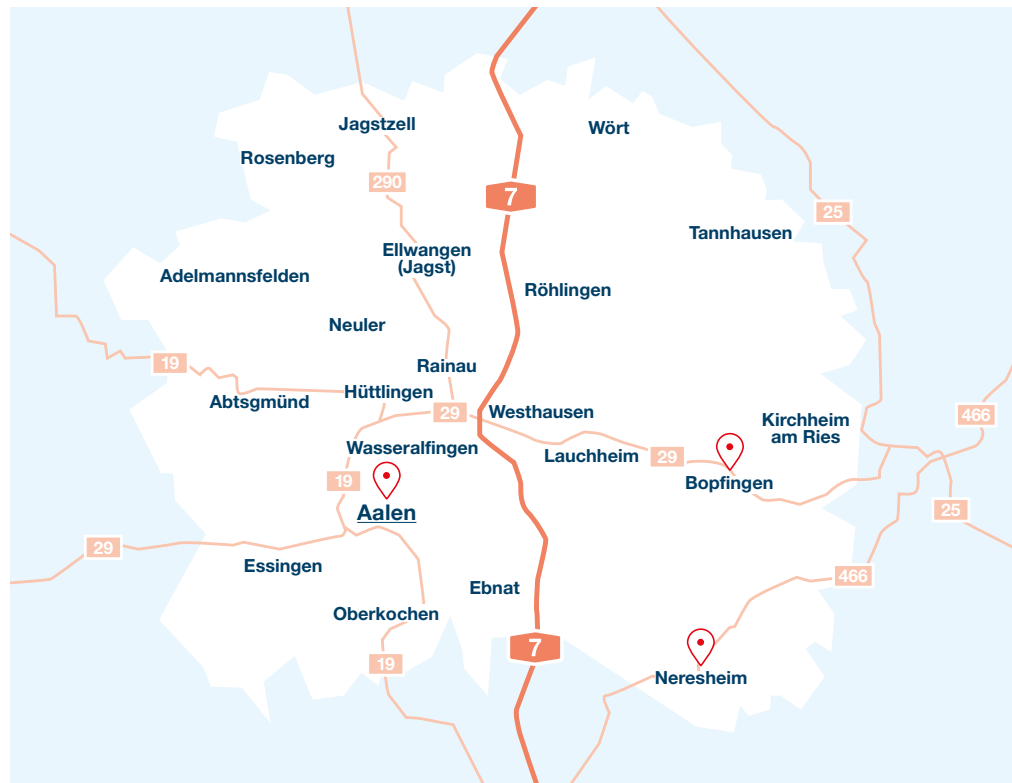 Jagstzell
Wört
Rosenberg
290
7
25
Tannhausen
Ellwangen
(Jagst)
Adelmannsfelden
Röhlingen
Neuler
19
Rainau
Hüttlingen
Abtsgmünd
29
Westhausen
Kirchheim
am Ries
466
Wasseralfingen
Lauchheim
29
19
Bopfingen
Aalen
25
29
Essingen
466
Ebnat
Oberkochen
7
19
Neresheim